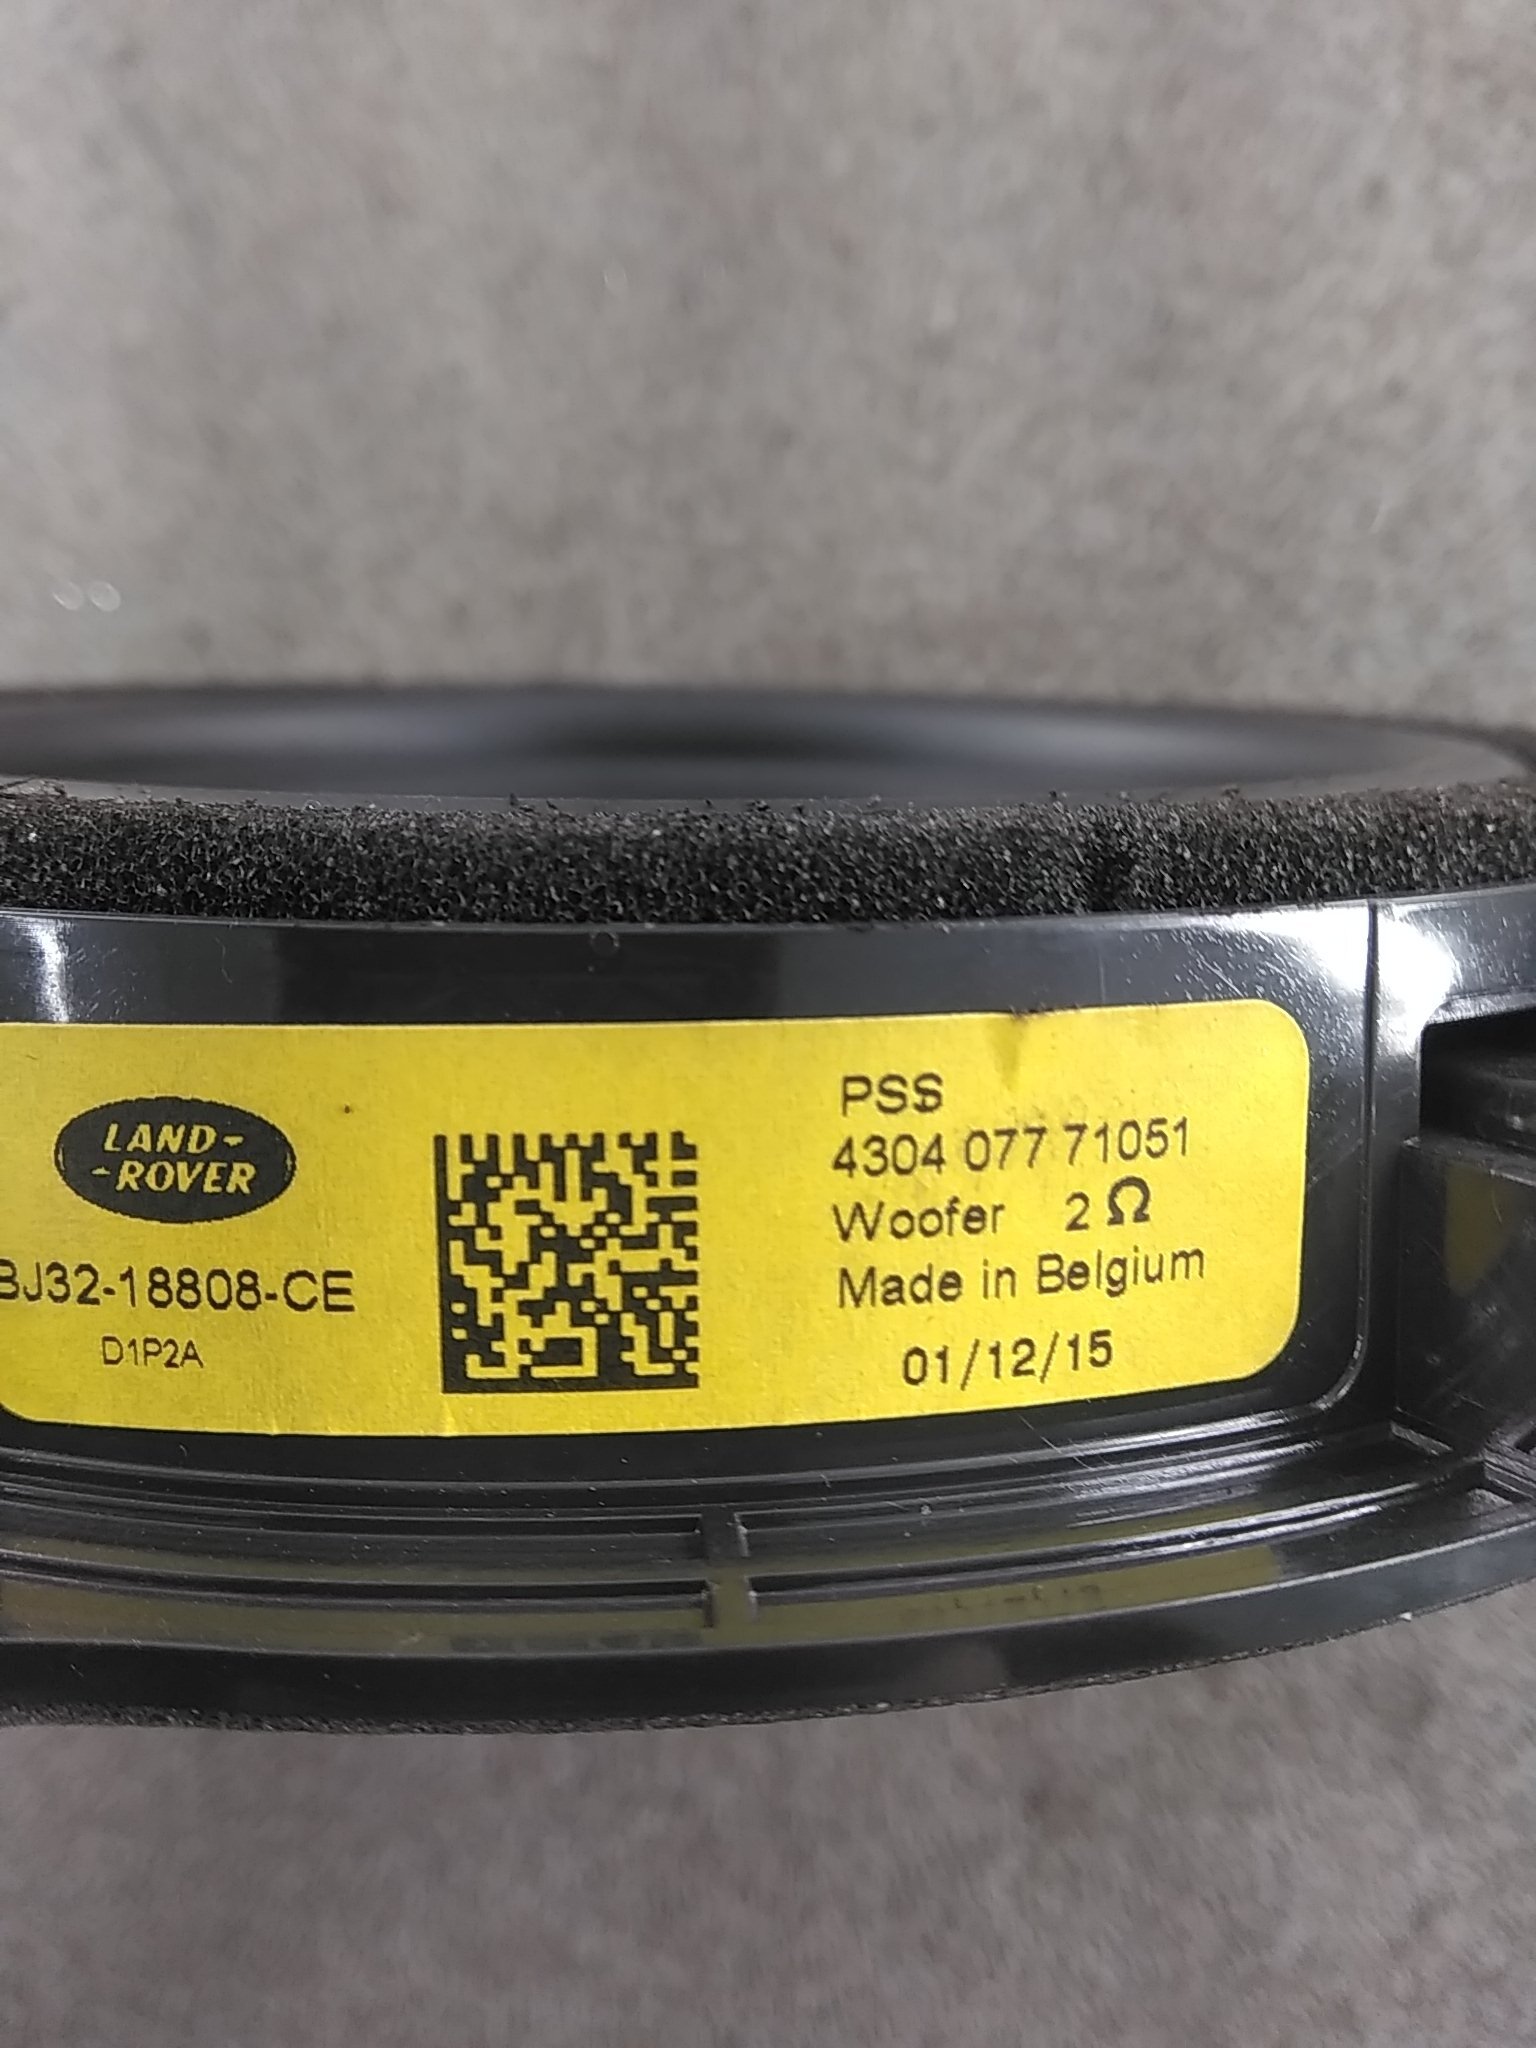 LAND-
-ROVER
BJ32-18808-CE
D1P2A
PSS
4304 077 71051
Woofer 2 Ω
Made in Belgium
01/12/15